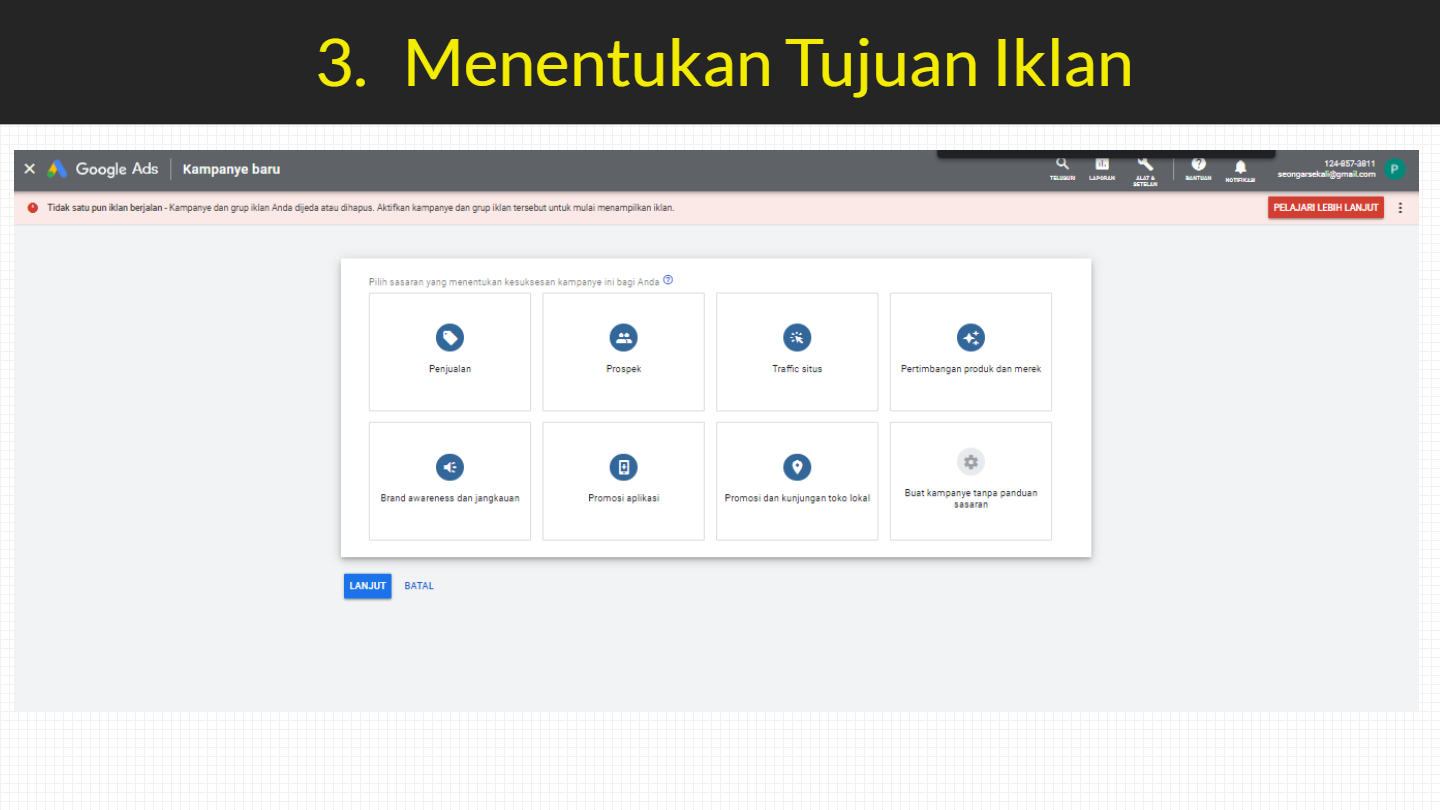 3. Menentukan Tujuan Iklan
Google Ads Kampanye baru
TELUSURI LAPORAN ALAT & SETELAN BANTUAN NOTIFIKASI
124-857-3811
seongarsekali@gmail.com
P
Tidak satu pun iklan berjalan - Kampanye dan grup iklan Anda dijeda atau dihapus. Aktifkan kampanye dan grup iklan tersebut untuk mulai menampilkan iklan.
PELAJARI LEBIH LANJUT
Pilih sasaran yang menentukan kesuksesan kampanye ini bagi Anda
Penjualan
Prospek
Traffic situs
Pertimbangan produk dan merek
Brand awareness dan jangkauan
Promosi aplikasi
Promosi dan kunjungan toko lokal
Buat kampanye tanpa panduan
sasaran
LANJUT BATAL